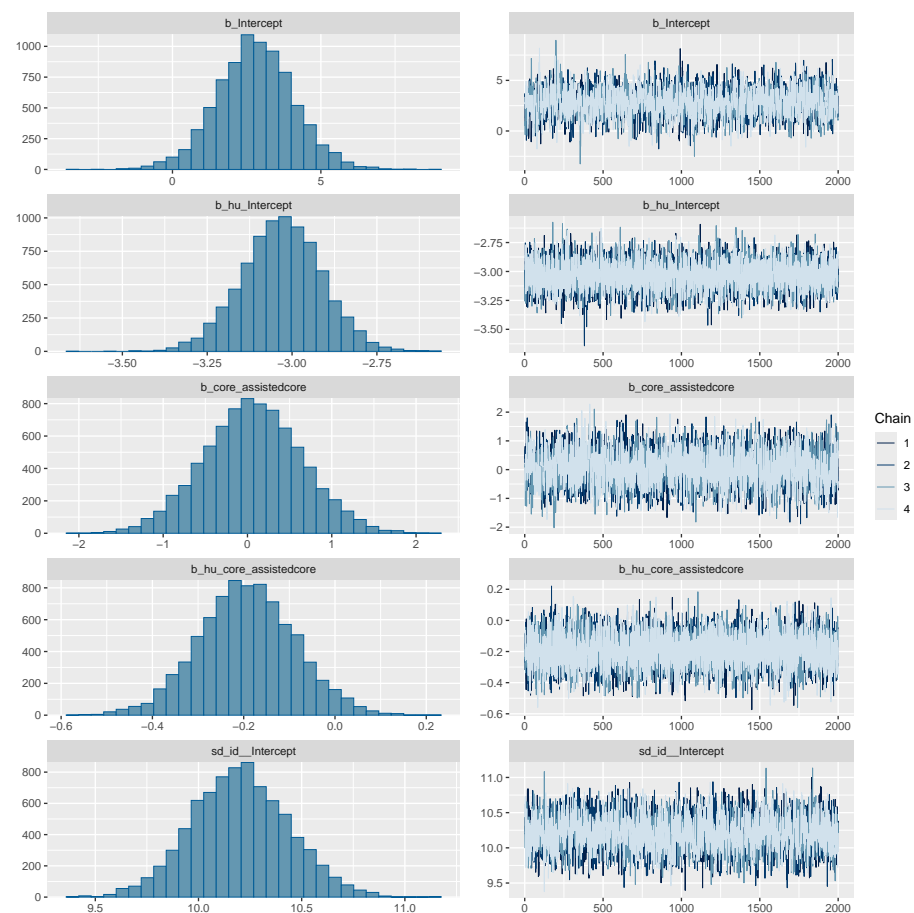 b_Intercept
1000
750
500
250
0
0 5
b_Intercept
5
0
0 500 1000 1500 2000
b_hu_Intercept
1000
750
500
250
0
−3.50 −3.25 −3.00 −2.75
b_hu_Intercept
−2.75
−3.00
−3.25
−3.50
0 500 1000 1500 2000
b_core_assistedcore
800
600
400
200
0
−2 −1 0 1 2
b_core_assistedcore
2
1
0
−1
−2
0 500 1000 1500 2000
b_hu_core_assistedcore
800
600
400
200
0
−0.6 −0.4 −0.2 0.0 0.2
b_hu_core_assistedcore
0.2
0.0
−0.2
−0.4
−0.6
0 500 1000 1500 2000
sd_id__Intercept
800
600
400
200
0
9.5 10.0 10.5 11.0
sd_id__Intercept
11.0
10.5
10.0
9.5
0 500 1000 1500 2000
Chain
1
2
3
4